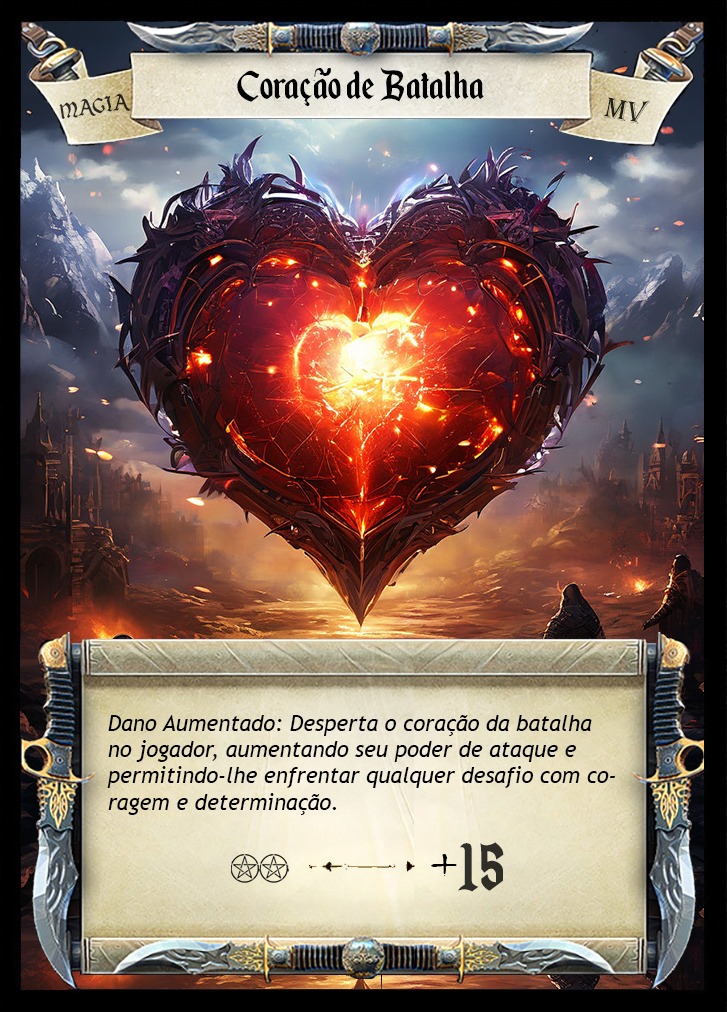 Coração de Batalha
MAGIA
MV
Dano Aumentado: Desperta o coração da batalha
no jogador, aumentando seu poder de ataque e
permitindo-lhe enfrentar qualquer desafio com co-
ragem e determinação.
+15